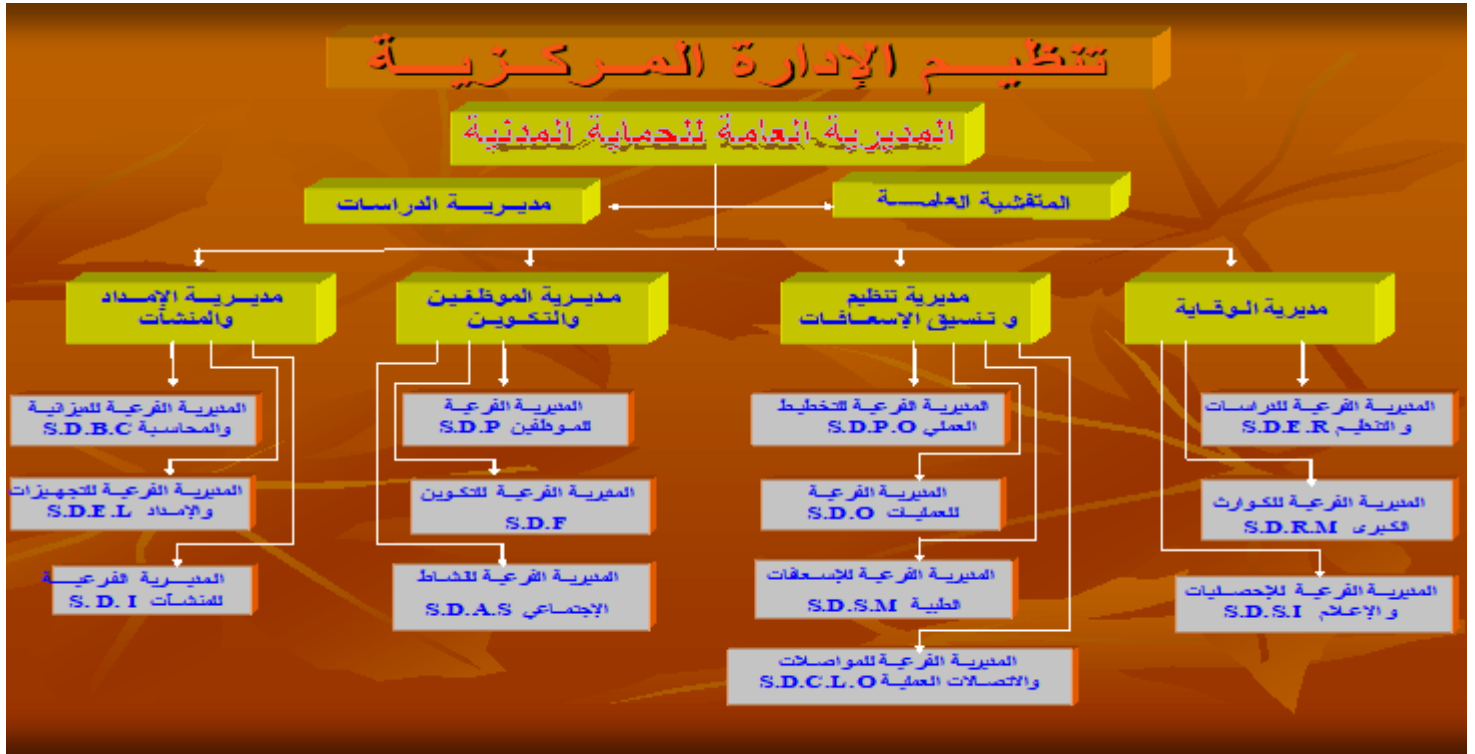 تنظيم الإدارة المركزية
المديرية العامة للحماية المدنية
المتفشية العامة
مديرية الدراسات
مديرية الوقاية
مديرية تنظيم
و تنسيق الإسعافات
مديرية الموظفين
والتكوين
مديرية الإمداد
والمنشآت
المديرية الفرعية للدراسات
و التنظيم S.D.E.R
المديرية الفرعية للكوارث
الكبرى S.D.R.M
المديرية الفرعية للإحصائيات
و الإعلام S.D.S.I
المديرية الفرعية للتخطيط
العملي S.D.P.O
المديرية الفرعية
للعمليات S.D.O
المديرية الفرعية للإسعافات
الطبية S.D.S.M
المديرية الفرعية للمواصلات
والاتصالات العملية S.D.C.L.O
المديرية الفرعية
للموظفين S.D.P
المديرية الفرعية للتكوين
S.D.F
المديرية الفرعية للنشاط
الإجتماعي S.D.A.S
المديرية الفرعية للميزانية
والمحاسبة S.D.B.C
المديرية الفرعية للتجهيزات
والإمداد S.D.E.L
المديرية الفرعية
للمنشآت S. D. I